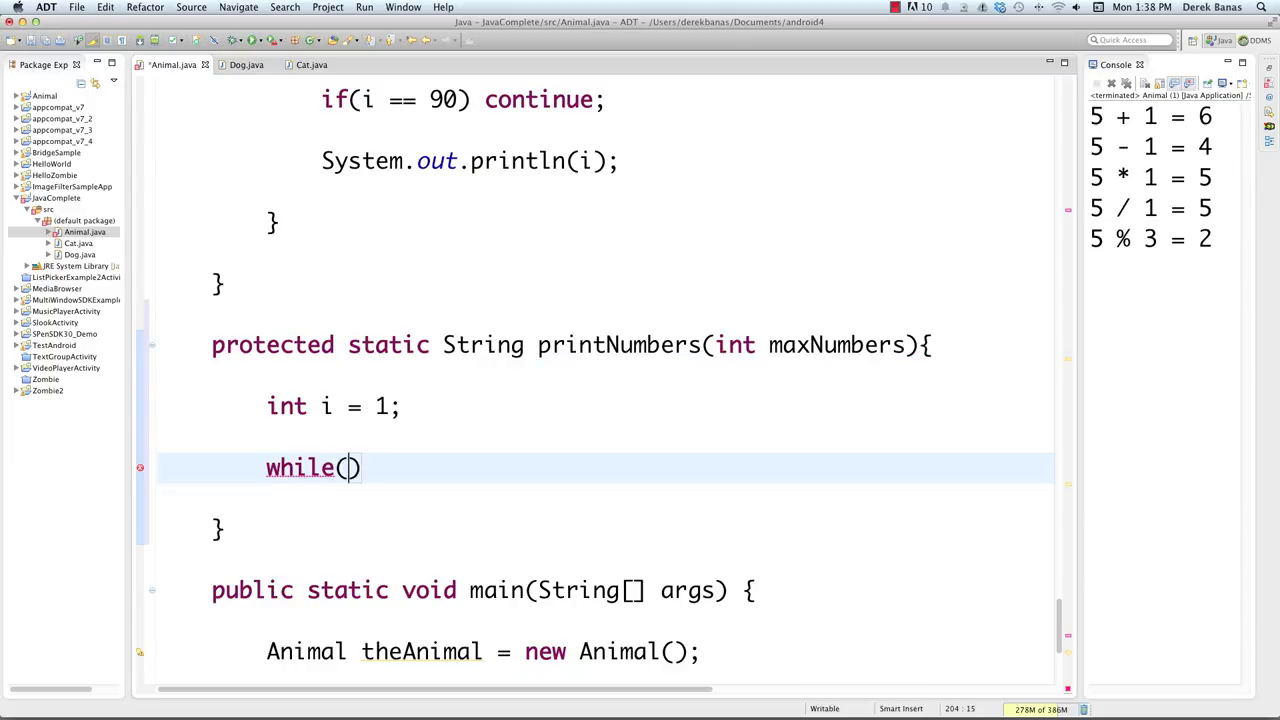 ADT File Edit Refactor Source Navigate Search Project Run Window Help 10 Mon 1:38 PM Derek Banas
Java - JavaComplete/src/Animal.java - ADT - /Users/derekbanas/Documents/android4
Quick Access Java DDMS
Package Exp
*Animal.java Dog.java Cat.java
Console
<terminated> Animal (1) [Java Application]
Animal
appcompat_v7
appcompat_v7_2
appcompat_v7_3
appcompat_v7_4
BridgeSample
HelloWorld
HelloZombie
ImageFilterSampleApp
JavaComplete
src
(default package)
Animal.java
Cat.java
Dog.java
JRE System Library
ListPickerExample2Activi
MediaBrowser
MultiWindowSDKExample
MusicPlayerActivity
SlookActivity
SPenSDK30_Demo
TestAndroid
TextGroupActivity
VideoPlayerActivity
Zombie
Zombie2
if(i == 90) continue;
System.out.println(i);
}
}
protected static String printNumbers(int maxNumbers){
int i = 1;
while()
}
public static void main(String[] args) {
Animal theAnimal = new Animal();
5 + 1 = 6
5 - 1 = 4
5 * 1 = 5
5 / 1 = 5
5 % 3 = 2
Writable Smart Insert 204 : 15 278M of 386M